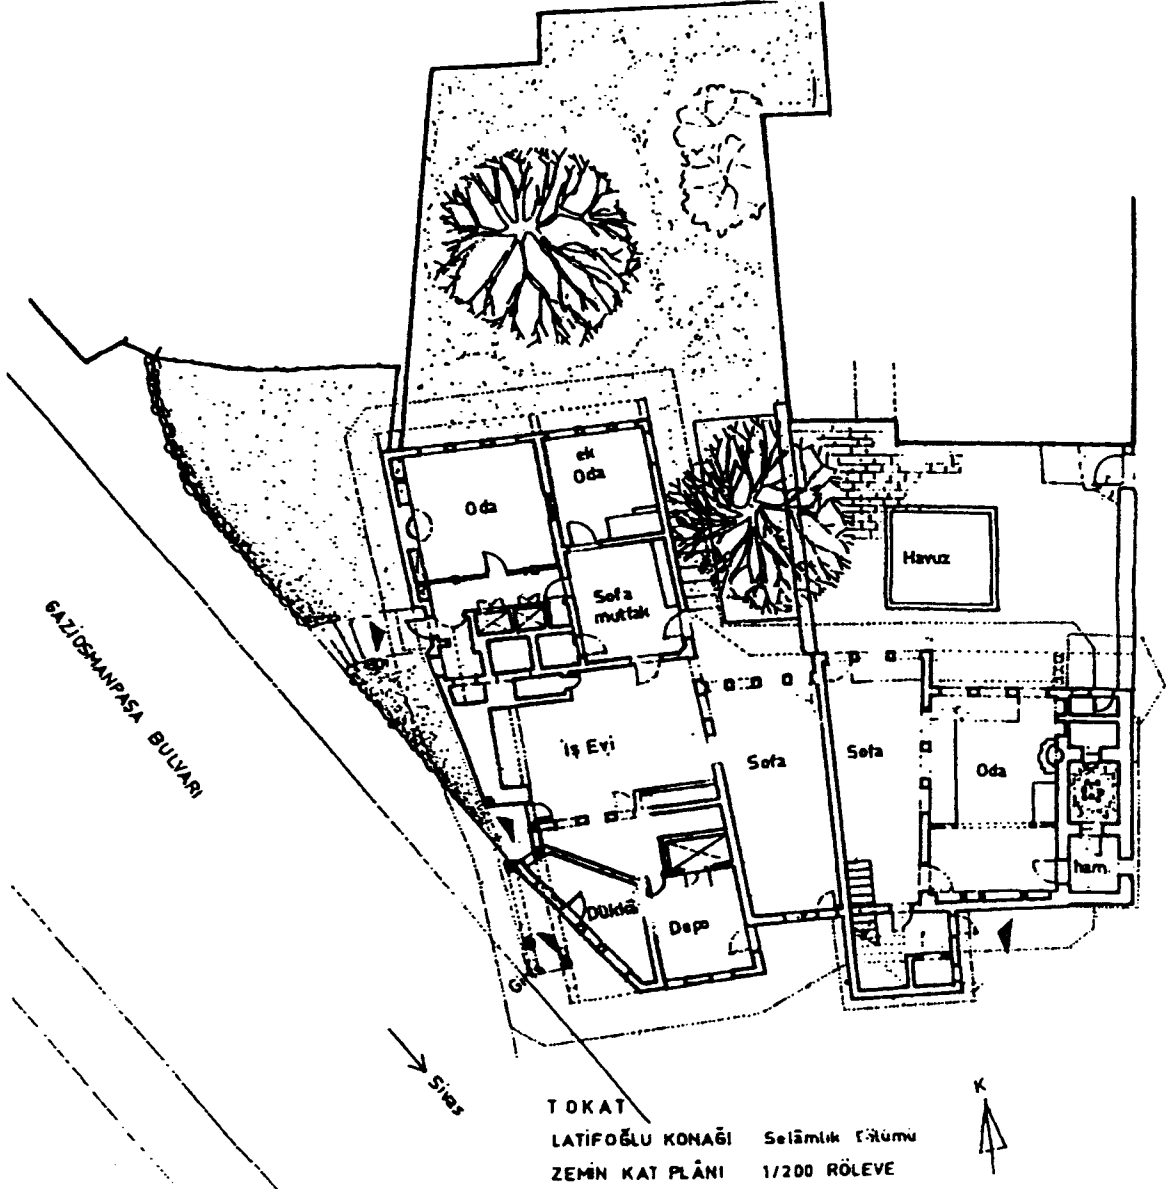 ek
Oda
Oda
Havuz
Sofa
mutfak
GAZİOSMANPAŞA BULVARI
İş Evi
Sofa
Sofa
Oda
ham.
Dükkâ
Depo
Sivas
K
TOKAT
LATİFOĞLU KONAĞI Selâmlık
ZEMİN KAT PLÂNI 1/200 RÖLEVE